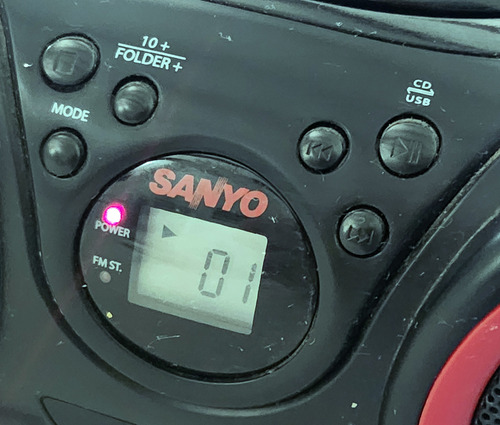 10+
FOLDER+
MODE
CD
USB
SANYO
POWER
FM ST.
01